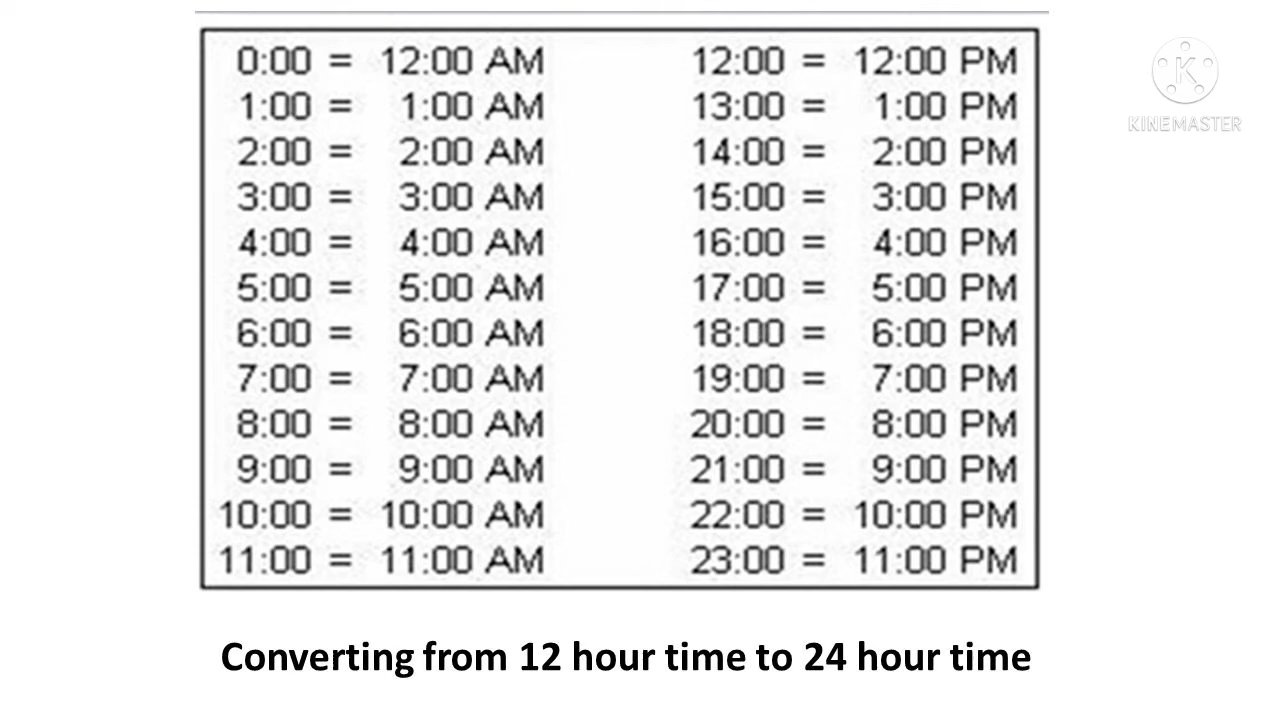 0:00 = 12:00 AM 12:00 = 12:00 PM
1:00 = 1:00 AM 13:00 = 1:00 PM
2:00 = 2:00 AM 14:00 = 2:00 PM
3:00 = 3:00 AM 15:00 = 3:00 PM
4:00 = 4:00 AM 16:00 = 4:00 PM
5:00 = 5:00 AM 17:00 = 5:00 PM
6:00 = 6:00 AM 18:00 = 6:00 PM
7:00 = 7:00 AM 19:00 = 7:00 PM
8:00 = 8:00 AM 20:00 = 8:00 PM
9:00 = 9:00 AM 21:00 = 9:00 PM
10:00 = 10:00 AM 22:00 = 10:00 PM
11:00 = 11:00 AM 23:00 = 11:00 PM
K
KINEMASTER
Converting from 12 hour time to 24 hour time